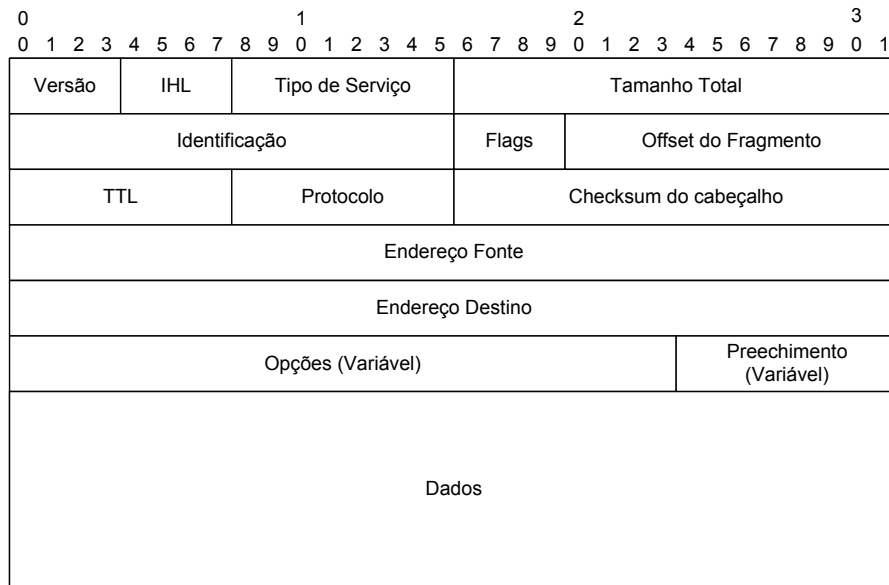 0 1 2 3
0 1 2 3 4 5 6 7 8 9 0 1 2 3 4 5 6 7 8 9 0 1 2 3 4 5 6 7 8 9 0 1
Versão IHL Tipo de Serviço Tamanho Total
Identificação Flags Offset do Fragmento
TTL Protocolo Checksum do cabeçalho
Endereço Fonte
Endereço Destino
Opções (Variável) Preechimento
(Variável)
Dados